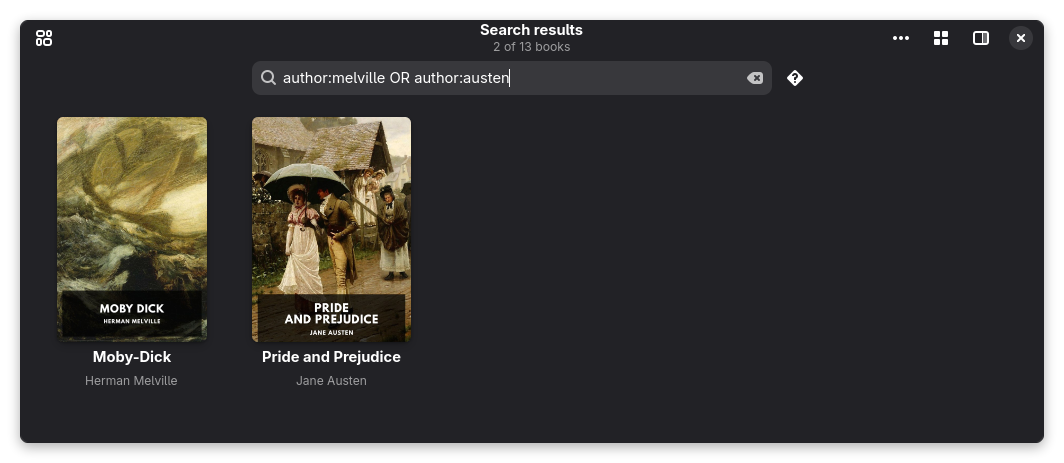 Search results
2 of 13 books
author:melville OR author:austen
MOBY DICK
HERMAN MELVILLE
Moby-Dick
Herman Melville
PRIDE
AND PREJUDICE
JANE AUSTEN
Pride and Prejudice
Jane Austen